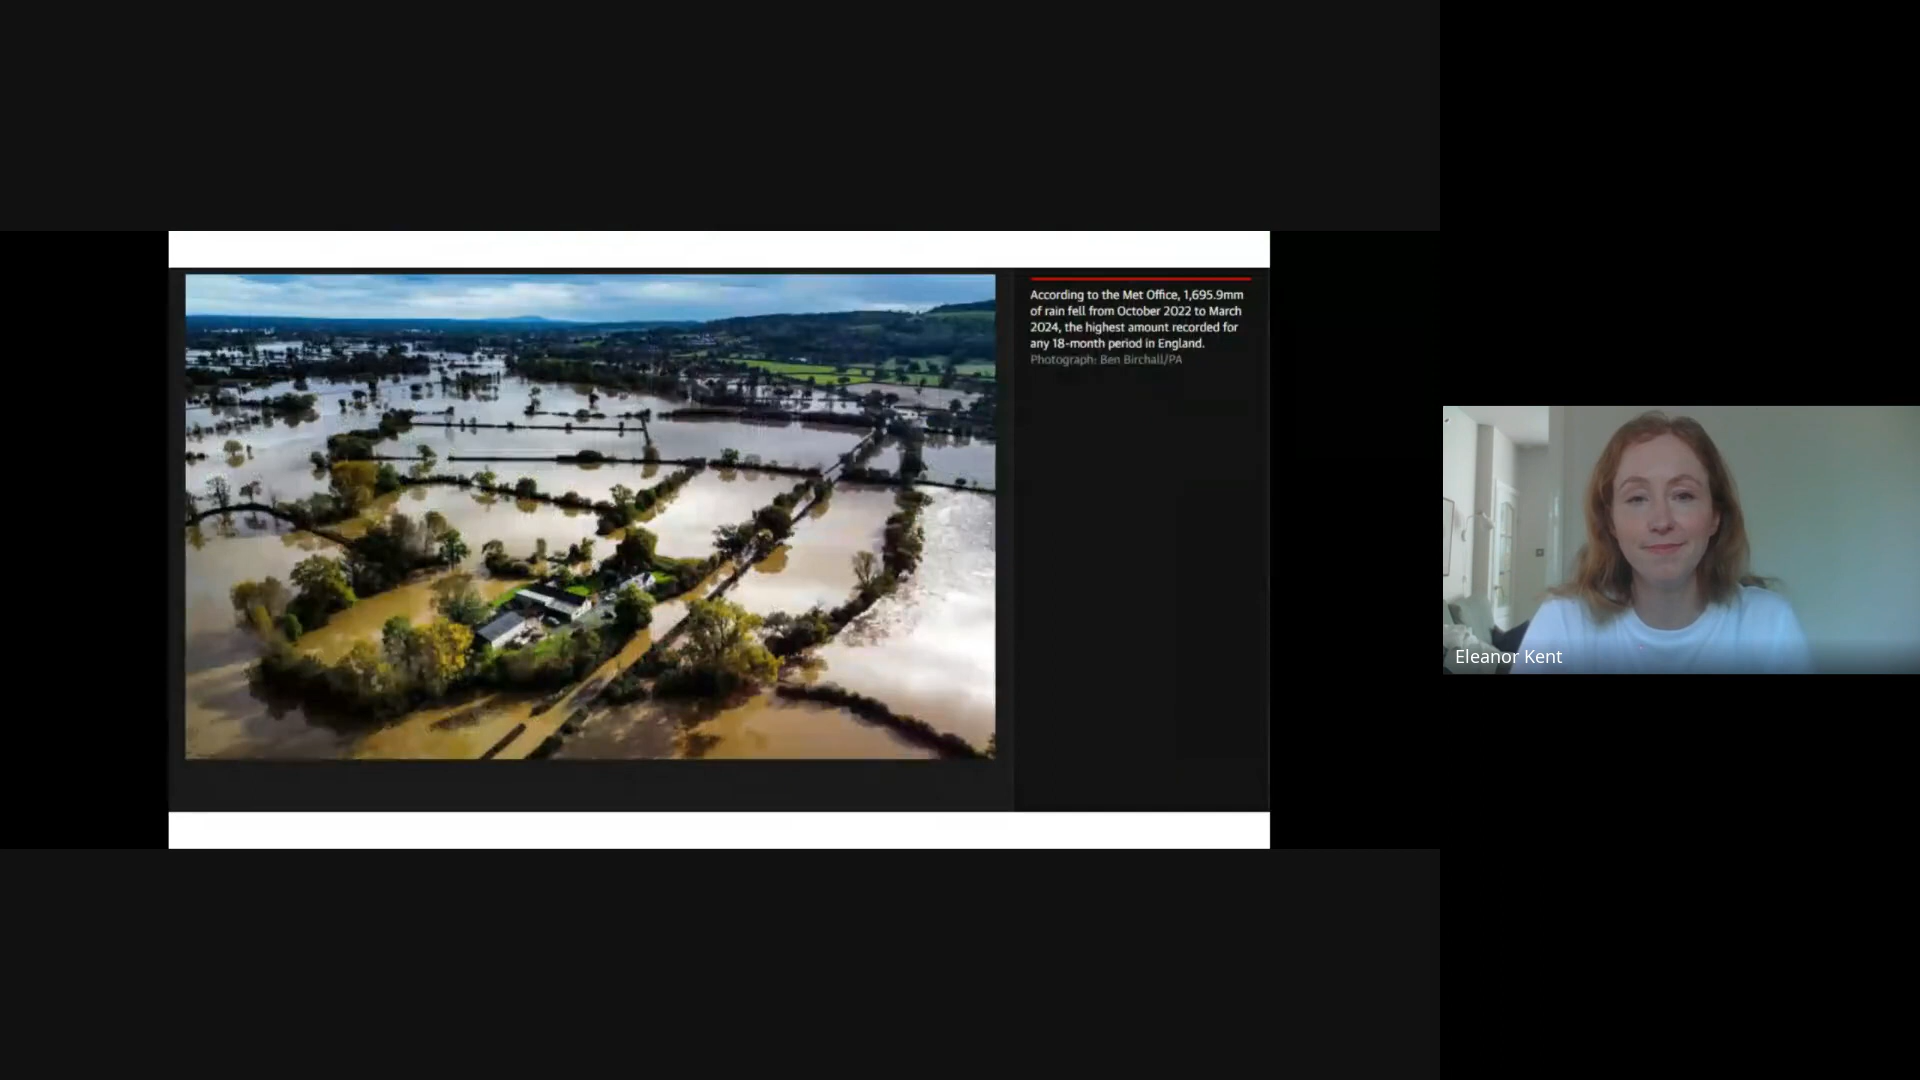 According to the Met Office, 1,695.9mm
of rain fell from October 2022 to March
2024, the highest amount recorded for
any 18-month period in England.
Photograph: Ben Birchall/PA
Eleanor Kent